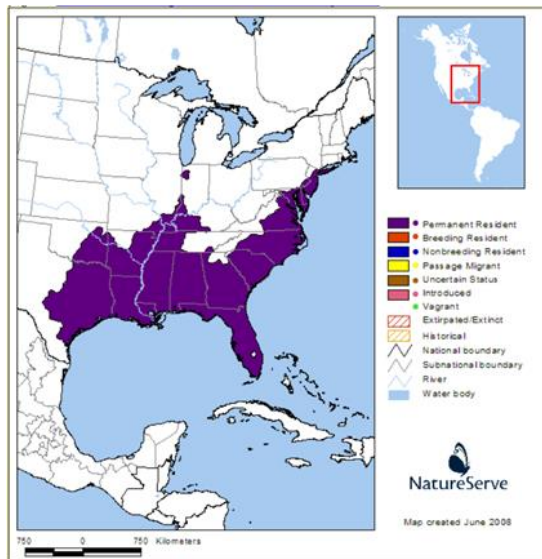 Permanent Resident
Breeding Resident
Nonbreeding Resident
Passage Migrant
Uncertain Status
Introduced
Vagrant
Extirpated/Extinct
Historical
National boundary
Subnational boundary
River
Water body
NatureServe
Map created June 2008
750 0 750 Kilometers